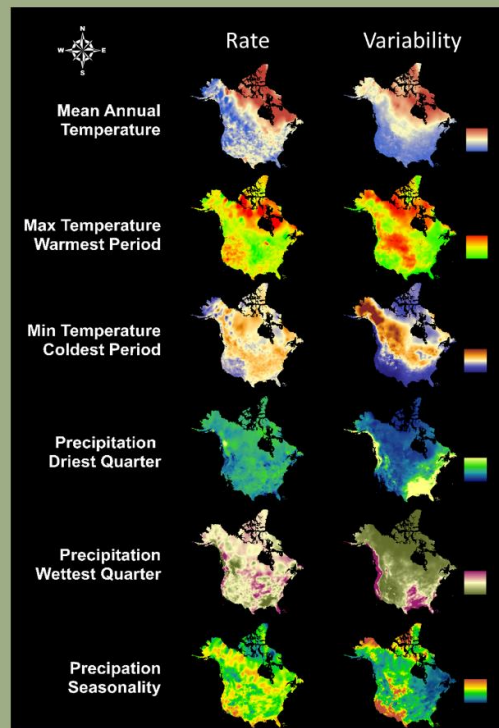 N
W E
S
Rate Variability
Mean Annual
Temperature
Max Temperature
Warmest Period
Min Temperature
Coldest Period
Precipitation
Driest Quarter
Precipitation
Wettest Quarter
Precipation
Seasonality